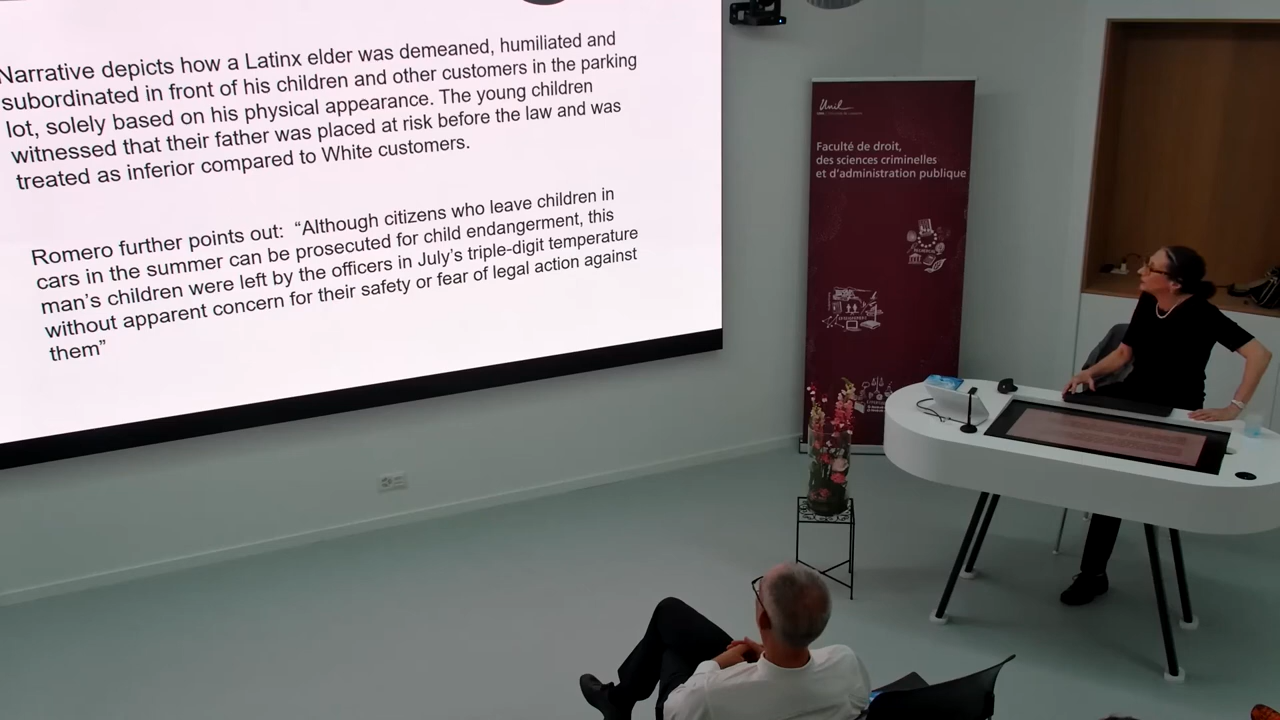 Narrative depicts how a Latinx elder was demeaned, humiliated and
subordinated in front of his children and other customers in the parking
lot, solely based on his physical appearance. The young children
witnessed that their father was placed at risk before the law and was
treated as inferior compared to White customers.
Romero further points out: “Although citizens who leave children in
cars in the summer can be prosecuted for child endangerment, this
man’s children were left by the officers in July’s triple-digit temperature
without apparent concern for their safety or fear of legal action against
them”
Unil
Faculté de droit,
des sciences criminelles
et d’administration publique